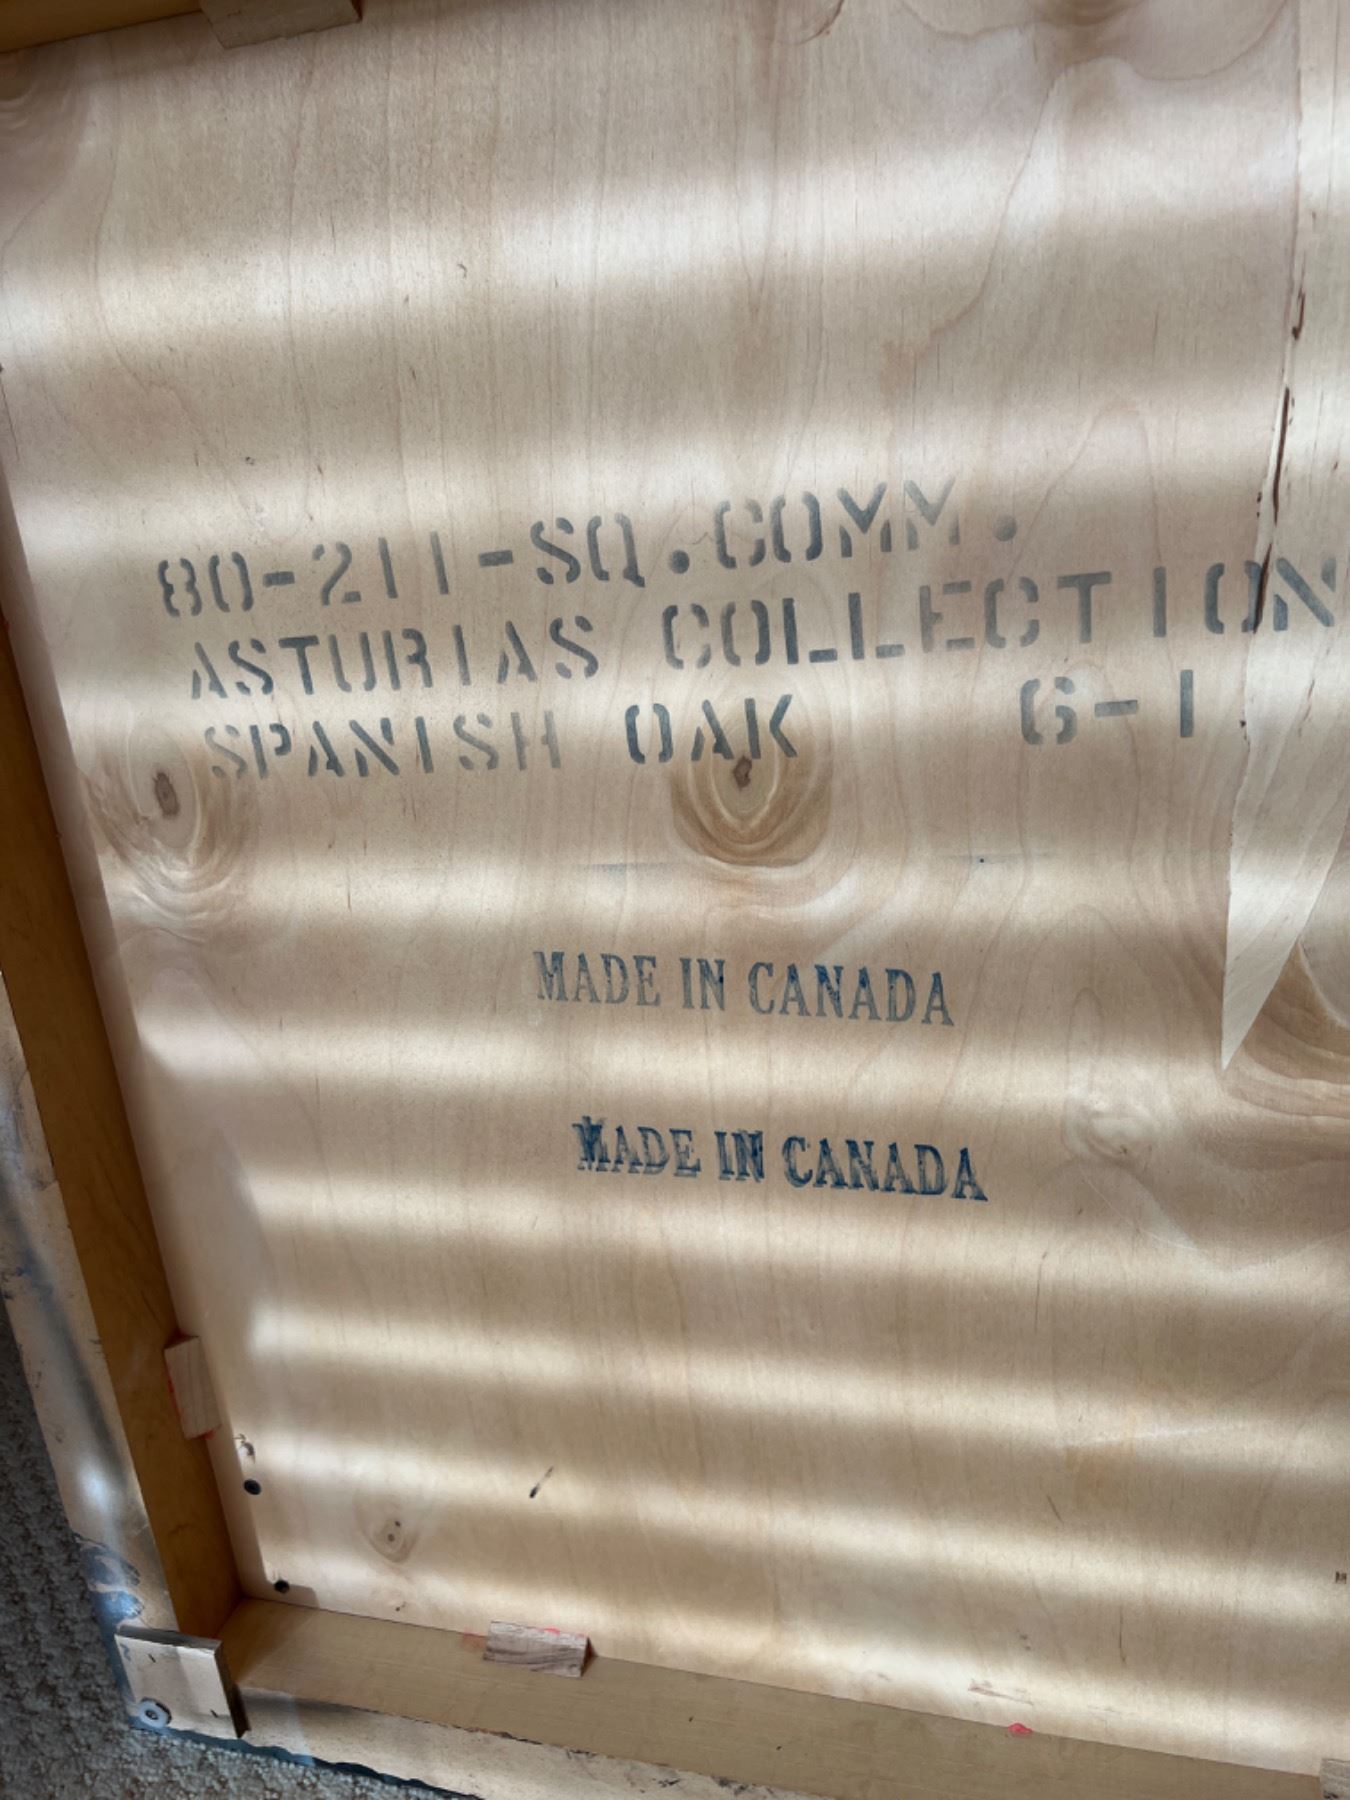 80-211-SQ.COMM.
ASTURIAS COLLECTION
SPANISH OAK 6-1
MADE IN CANADA
MADE IN CANADA